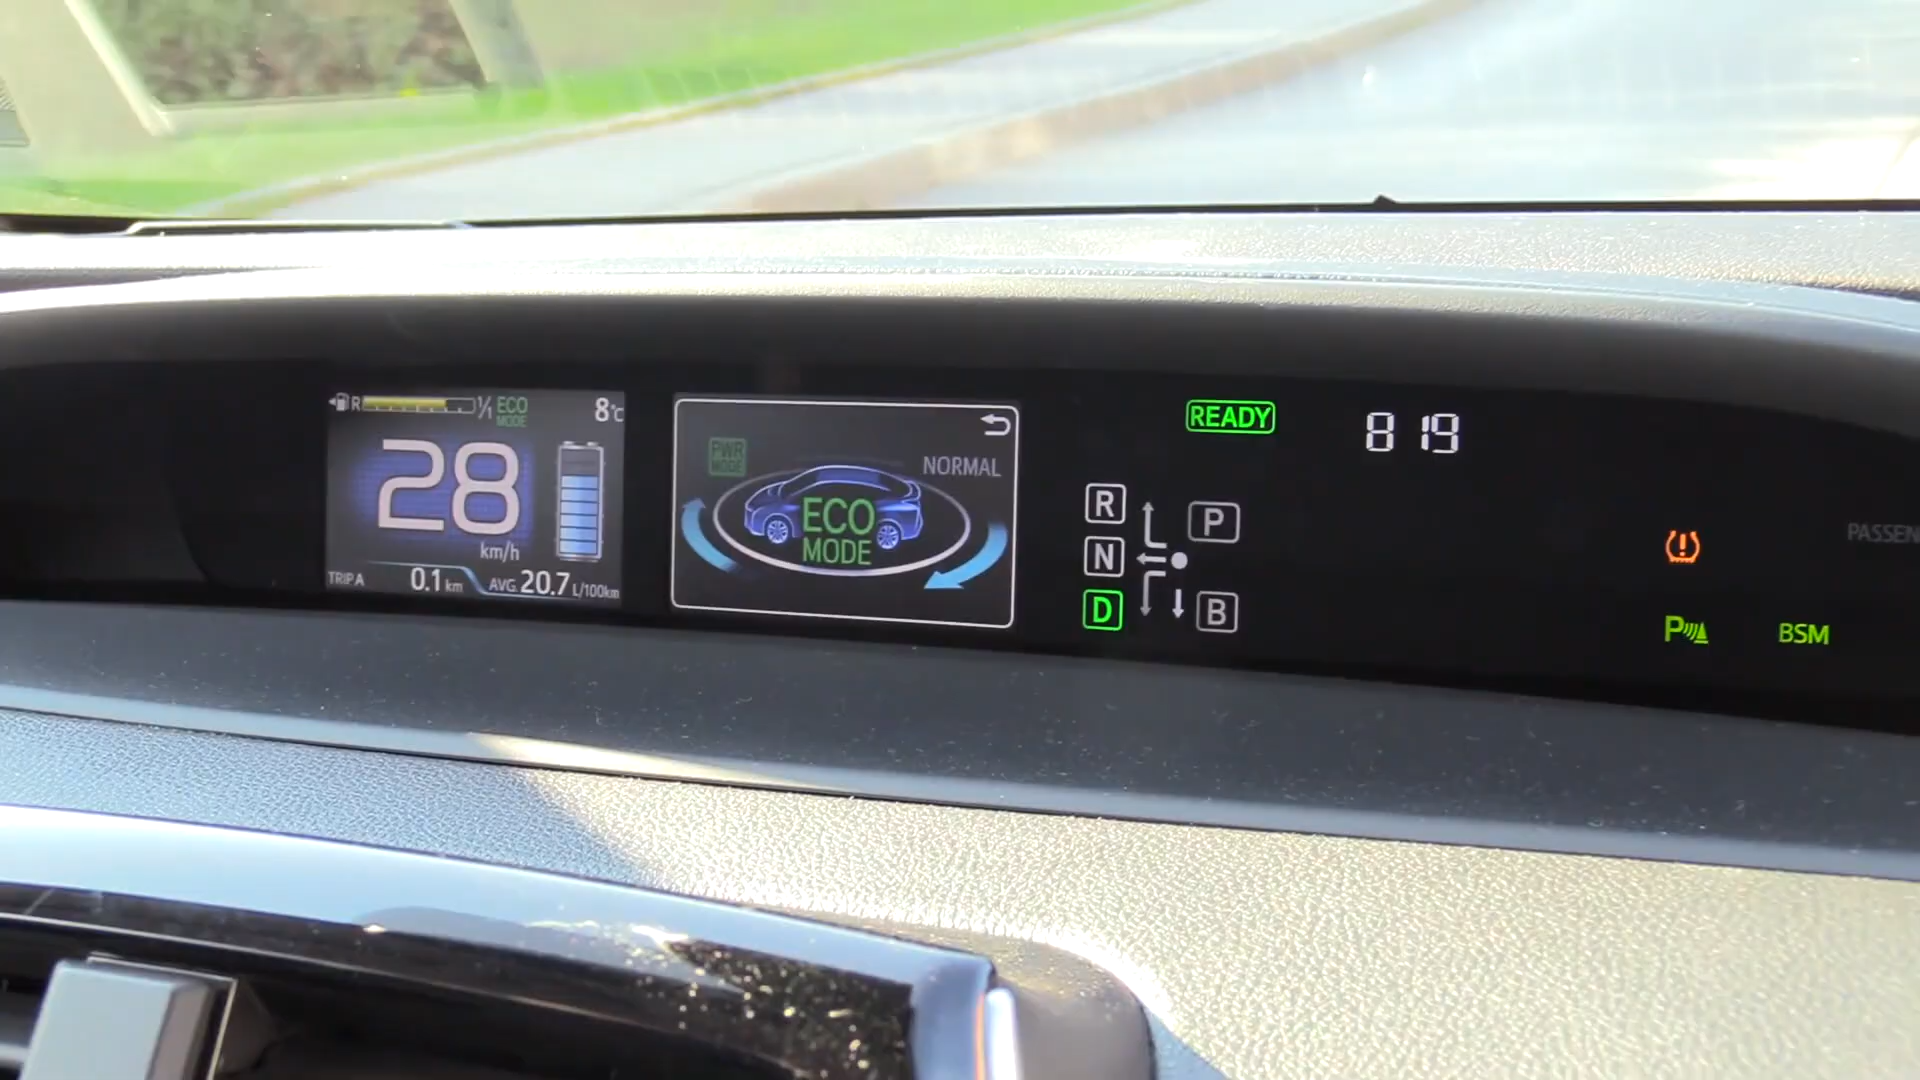 R 1/1 ECO MODE 8°C
28
km/h
TRIP A 0.1 km AVG. 20.7 L/100km
PWR MODE
NORMAL
ECO
MODE
READY
8 19
R
P
N
D
B
PASSEN
BSM
P